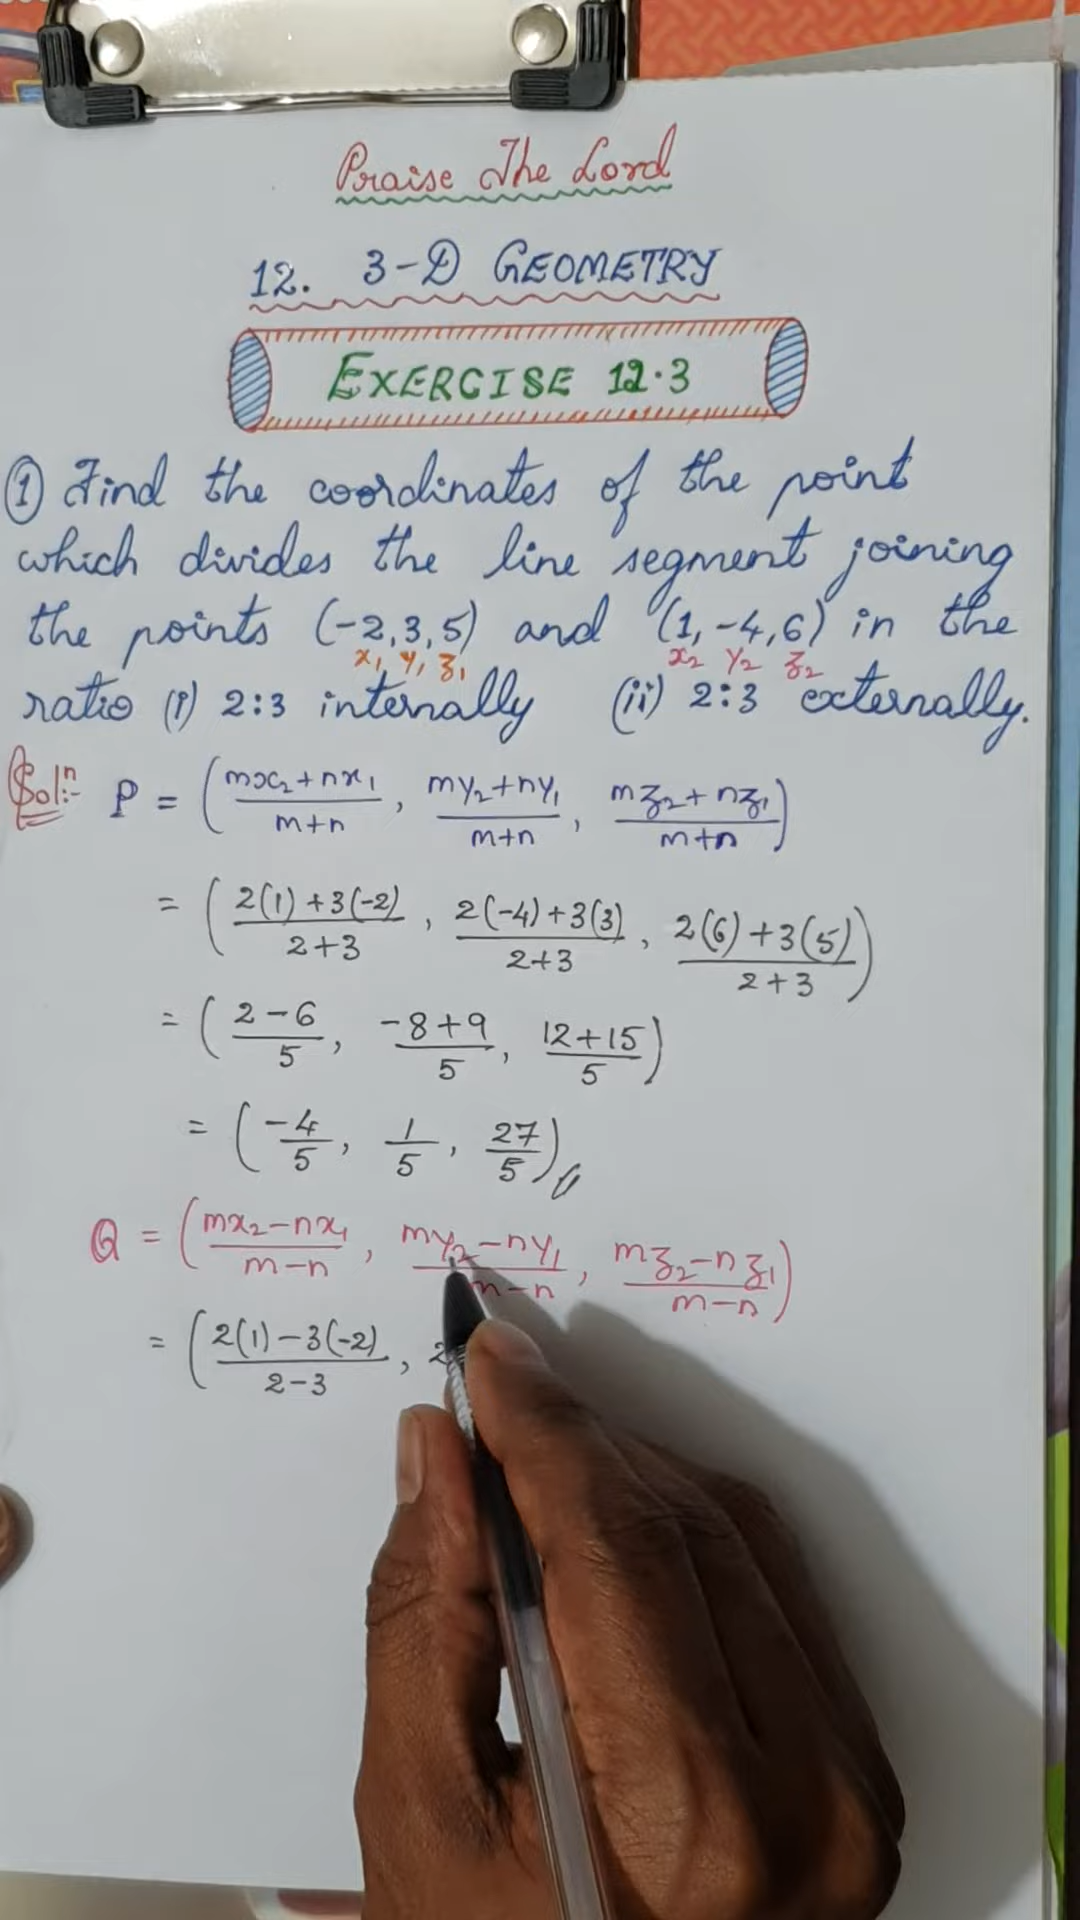 Praise The Lord
12. 3-D GEOMETRY
EXERCISE 12.3
① Find the coordinates of the point
which divides the line segment joining
the points (-2,3,5) and (1,-4,6) in the
x₁ y₁ z₁ x₂ y₂ z₂
ratio (i) 2:3 internally (ii) 2:3 externally.
Solⁿ:- P = ( (mx₂+nx₁)/(m+n) , (my₂+ny₁)/(m+n) , (mz₂+nz₁)/(m+n) )
= ( (2(1)+3(-2))/(2+3) , (2(-4)+3(3))/(2+3) , (2(6)+3(5))/(2+3) )
= ( (2-6)/5 , (-8+9)/5 , (12+15)/5 )
= ( -4/5 , 1/5 , 27/5 )
Q = ( (mx₂-nx₁)/(m-n) , (my₂-ny₁)/(m-n) , (mz₂-nz₁)/(m-n) )
= ( (2(1)-3(-2))/(2-3) , 2